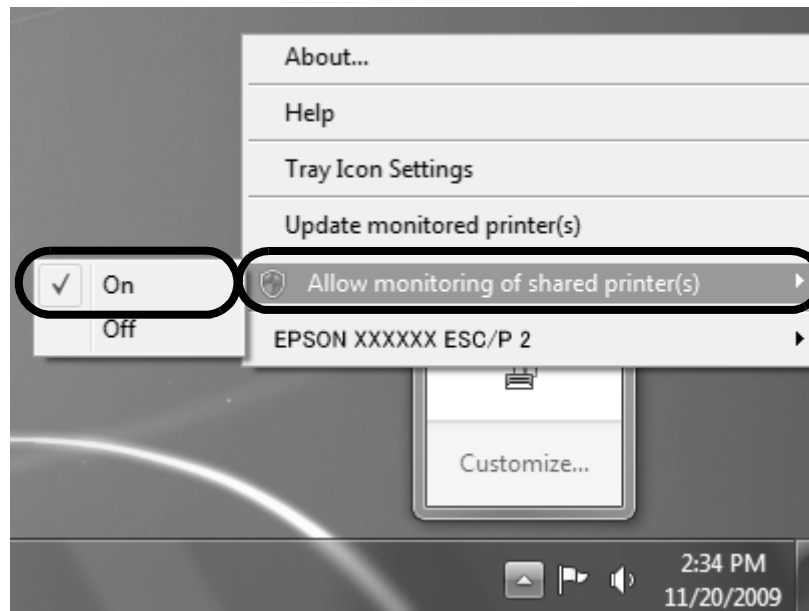 About...
Help
Tray Icon Settings
Update monitored printer(s)
On
Allow monitoring of shared printer(s)
Off
EPSON XXXXXX ESC/P 2
Customize...
2:34 PM
11/20/2009